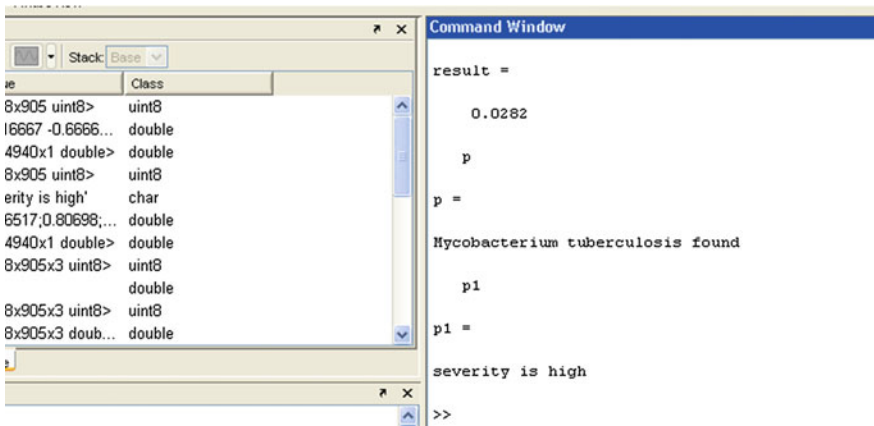 Stack: Base
ue Class
8x905 uint8> uint8
16667 -0.6666... double
4940x1 double> double
8x905 uint8> uint8
erity is high' char
6517;0.80698;... double
4940x1 double> double
8x905x3 uint8> uint8
double
8x905x3 uint8> uint8
8x905x3 doub... double
Command Window
result =
0.0282
p
p =
Mycobacterium tuberculosis found
p1
p1 =
severity is high
>>